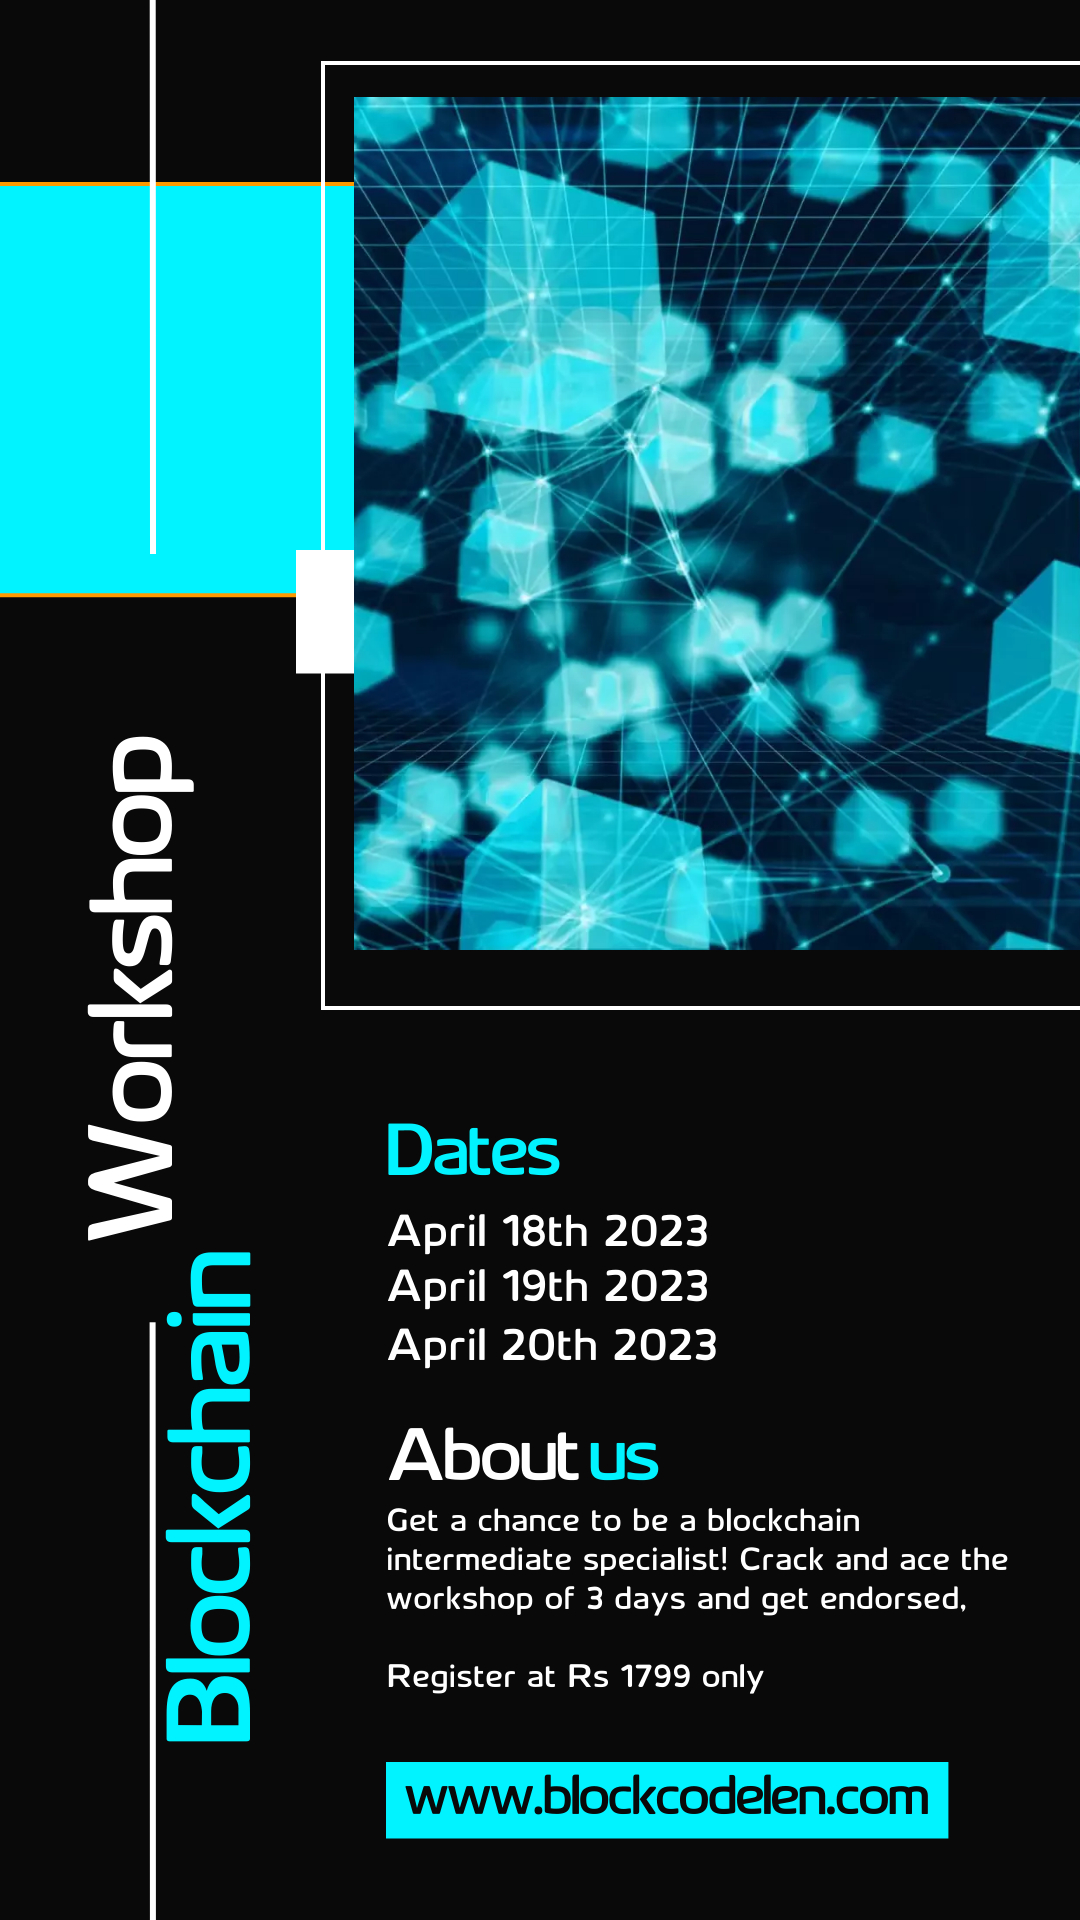 Workshop
Blockchain
Dates
April 18th 2023
April 19th 2023
April 20th 2023
About us
Get a chance to be a blockchain
intermediate specialist! Crack and ace the
workshop of 3 days and get endorsed,
Register at Rs 1799 only
www.blockcodelen.com